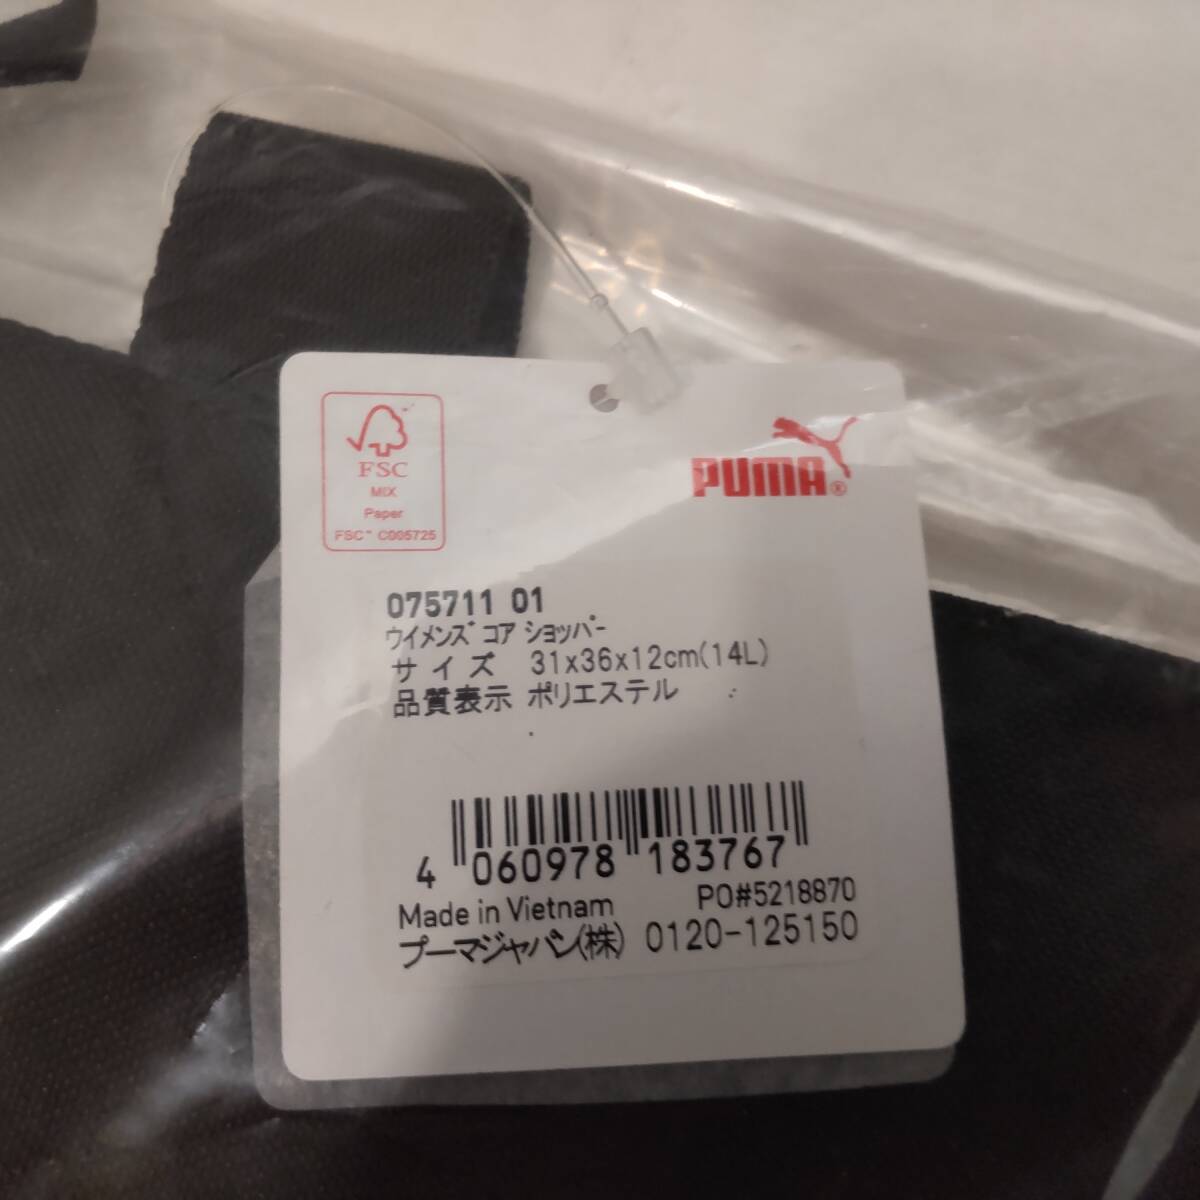 FSC
MIX
Paper
FSC™ C005725
PUMA®
075711 01
ウイメンズ コア ショッパー
サイズ 31x36x12cm(14L)
品質表示 ポリエステル
4 060978 183767
Made in Vietnam PO#5218870
プーマジャパン(株) 0120-125150